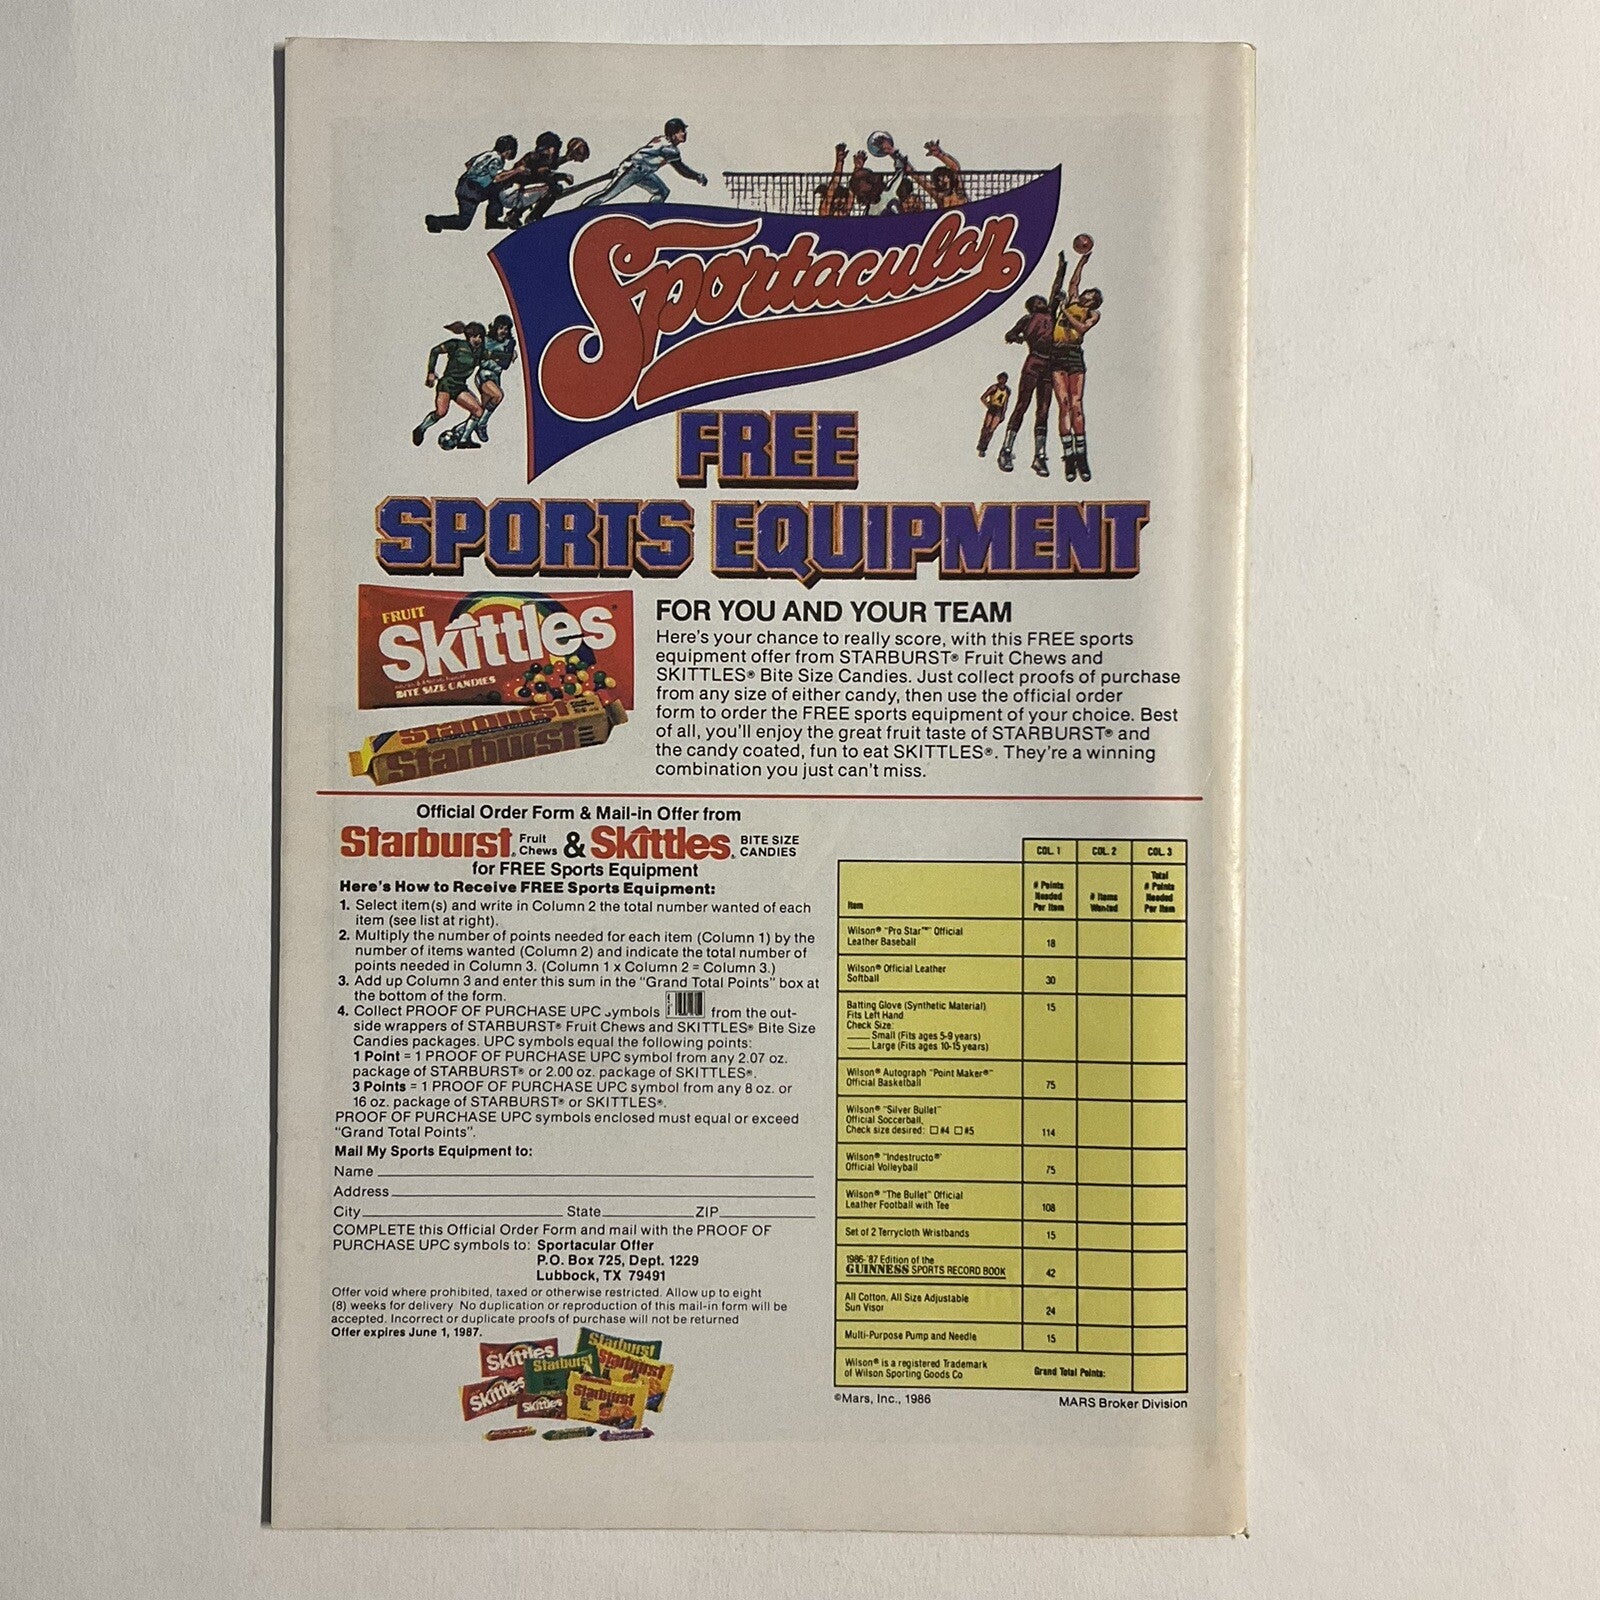 Sportacular
FREE
SPORTS EQUIPMENT
FRUIT
Skittles
BITE SIZE CANDIES
Starburst
Starburst
FOR YOU AND YOUR TEAM
Here's your chance to really score, with this FREE sports
equipment offer from STARBURST® Fruit Chews and
SKITTLES® Bite Size Candies. Just collect proofs of purchase
from any size of either candy, then use the official order
form to order the FREE sports equipment of your choice. Best
of all, you'll enjoy the great fruit taste of STARBURST® and
the candy coated, fun to eat SKITTLES®. They're a winning
combination you just can't miss.
Official Order Form & Mail-in Offer from
Starburst® Fruit Chews & Skittles® BITE SIZE CANDIES
for FREE Sports Equipment
Here's How to Receive FREE Sports Equipment:
1. Select item(s) and write in Column 2 the total number wanted of each
item (see list at right).
2. Multiply the number of points needed for each item (Column 1) by the
number of items wanted (Column 2) and indicate the total number of
points needed in Column 3. (Column 1 x Column 2 = Column 3.)
3. Add up Column 3 and enter this sum in the "Grand Total Points" box at
the bottom of the form.
4. Collect PROOF OF PURCHASE UPC symbols from the out-
side wrappers of STARBURST® Fruit Chews and SKITTLES® Bite Size
Candies packages. UPC symbols equal the following points:
1 Point = 1 PROOF OF PURCHASE UPC symbol from any 2.07 oz.
package of STARBURST® or 2.00 oz. package of SKITTLES®.
3 Points = 1 PROOF OF PURCHASE UPC symbol from any 8 oz. or
16 oz. package of STARBURST® or SKITTLES®.
PROOF OF PURCHASE UPC symbols enclosed must equal or exceed
"Grand Total Points".
Mail My Sports Equipment to:
Name
Address
City State ZIP
COMPLETE this Official Order Form and mail with the PROOF OF
PURCHASE UPC symbols to: Sportacular Offer
P.O. Box 725, Dept. 1229
Lubbock, TX 79491
Offer void where prohibited, taxed or otherwise restricted. Allow up to eight
(8) weeks for delivery. No duplication or reproduction of this mail-in form will be
accepted. Incorrect or duplicate proofs of purchase will not be returned
Offer expires June 1, 1987.
Skittles
Starburst
Starburst
Starburst
Skittles
Skittles
Starburst
COL. 1 COL. 2 COL. 3
Item # Points Needed Per Item # Items Wanted Total # Points Needed Per Item
Wilson® "Pro Star™" Official
Leather Baseball 18
Wilson® Official Leather
Softball 30
Batting Glove (Synthetic Material) 15
Fits Left Hand
Check Size:
Small (Fits ages 5-9 years)
Large (Fits ages 10-15 years)
Wilson® Autograph "Point Maker®"
Official Basketball 75
Wilson® "Silver Bullet"
Official Soccerball,
Check size desired: □ #4 □ #5 114
Wilson® "Indestructo®"
Official Volleyball 75
Wilson® "The Bullet" Official
Leather Football with Tee 108
Set of 2 Terrycloth Wristbands 15
1986-'87 Edition of the
GUINNESS SPORTS RECORD BOOK 42
All Cotton, All Size Adjustable
Sun Visor 24
Multi-Purpose Pump and Needle 15
Wilson® is a registered Trademark
of Wilson Sporting Goods Co Grand Total Points:
©Mars, Inc., 1986 MARS Broker Division